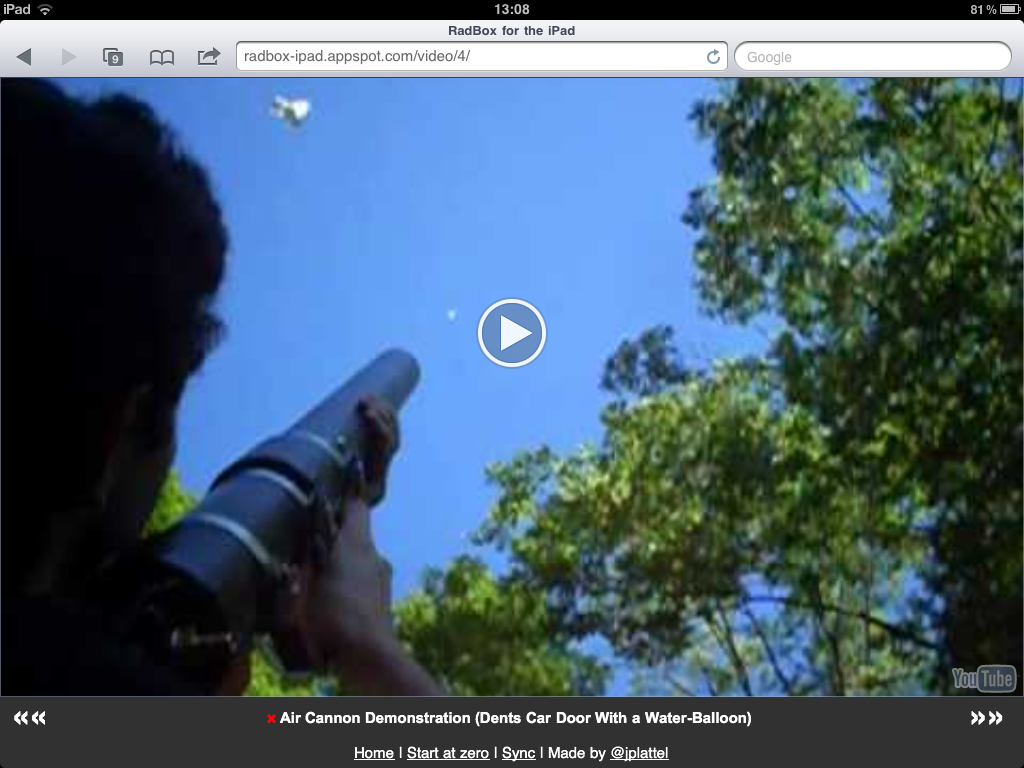 iPad 13:08 81%
RadBox for the iPad
9 radbox-ipad.appspot.com/video/4/ Google
YouTube
«« × Air Cannon Demonstration (Dents Car Door With a Water-Balloon) »»
Home | Start at zero | Sync | Made by @jplattel